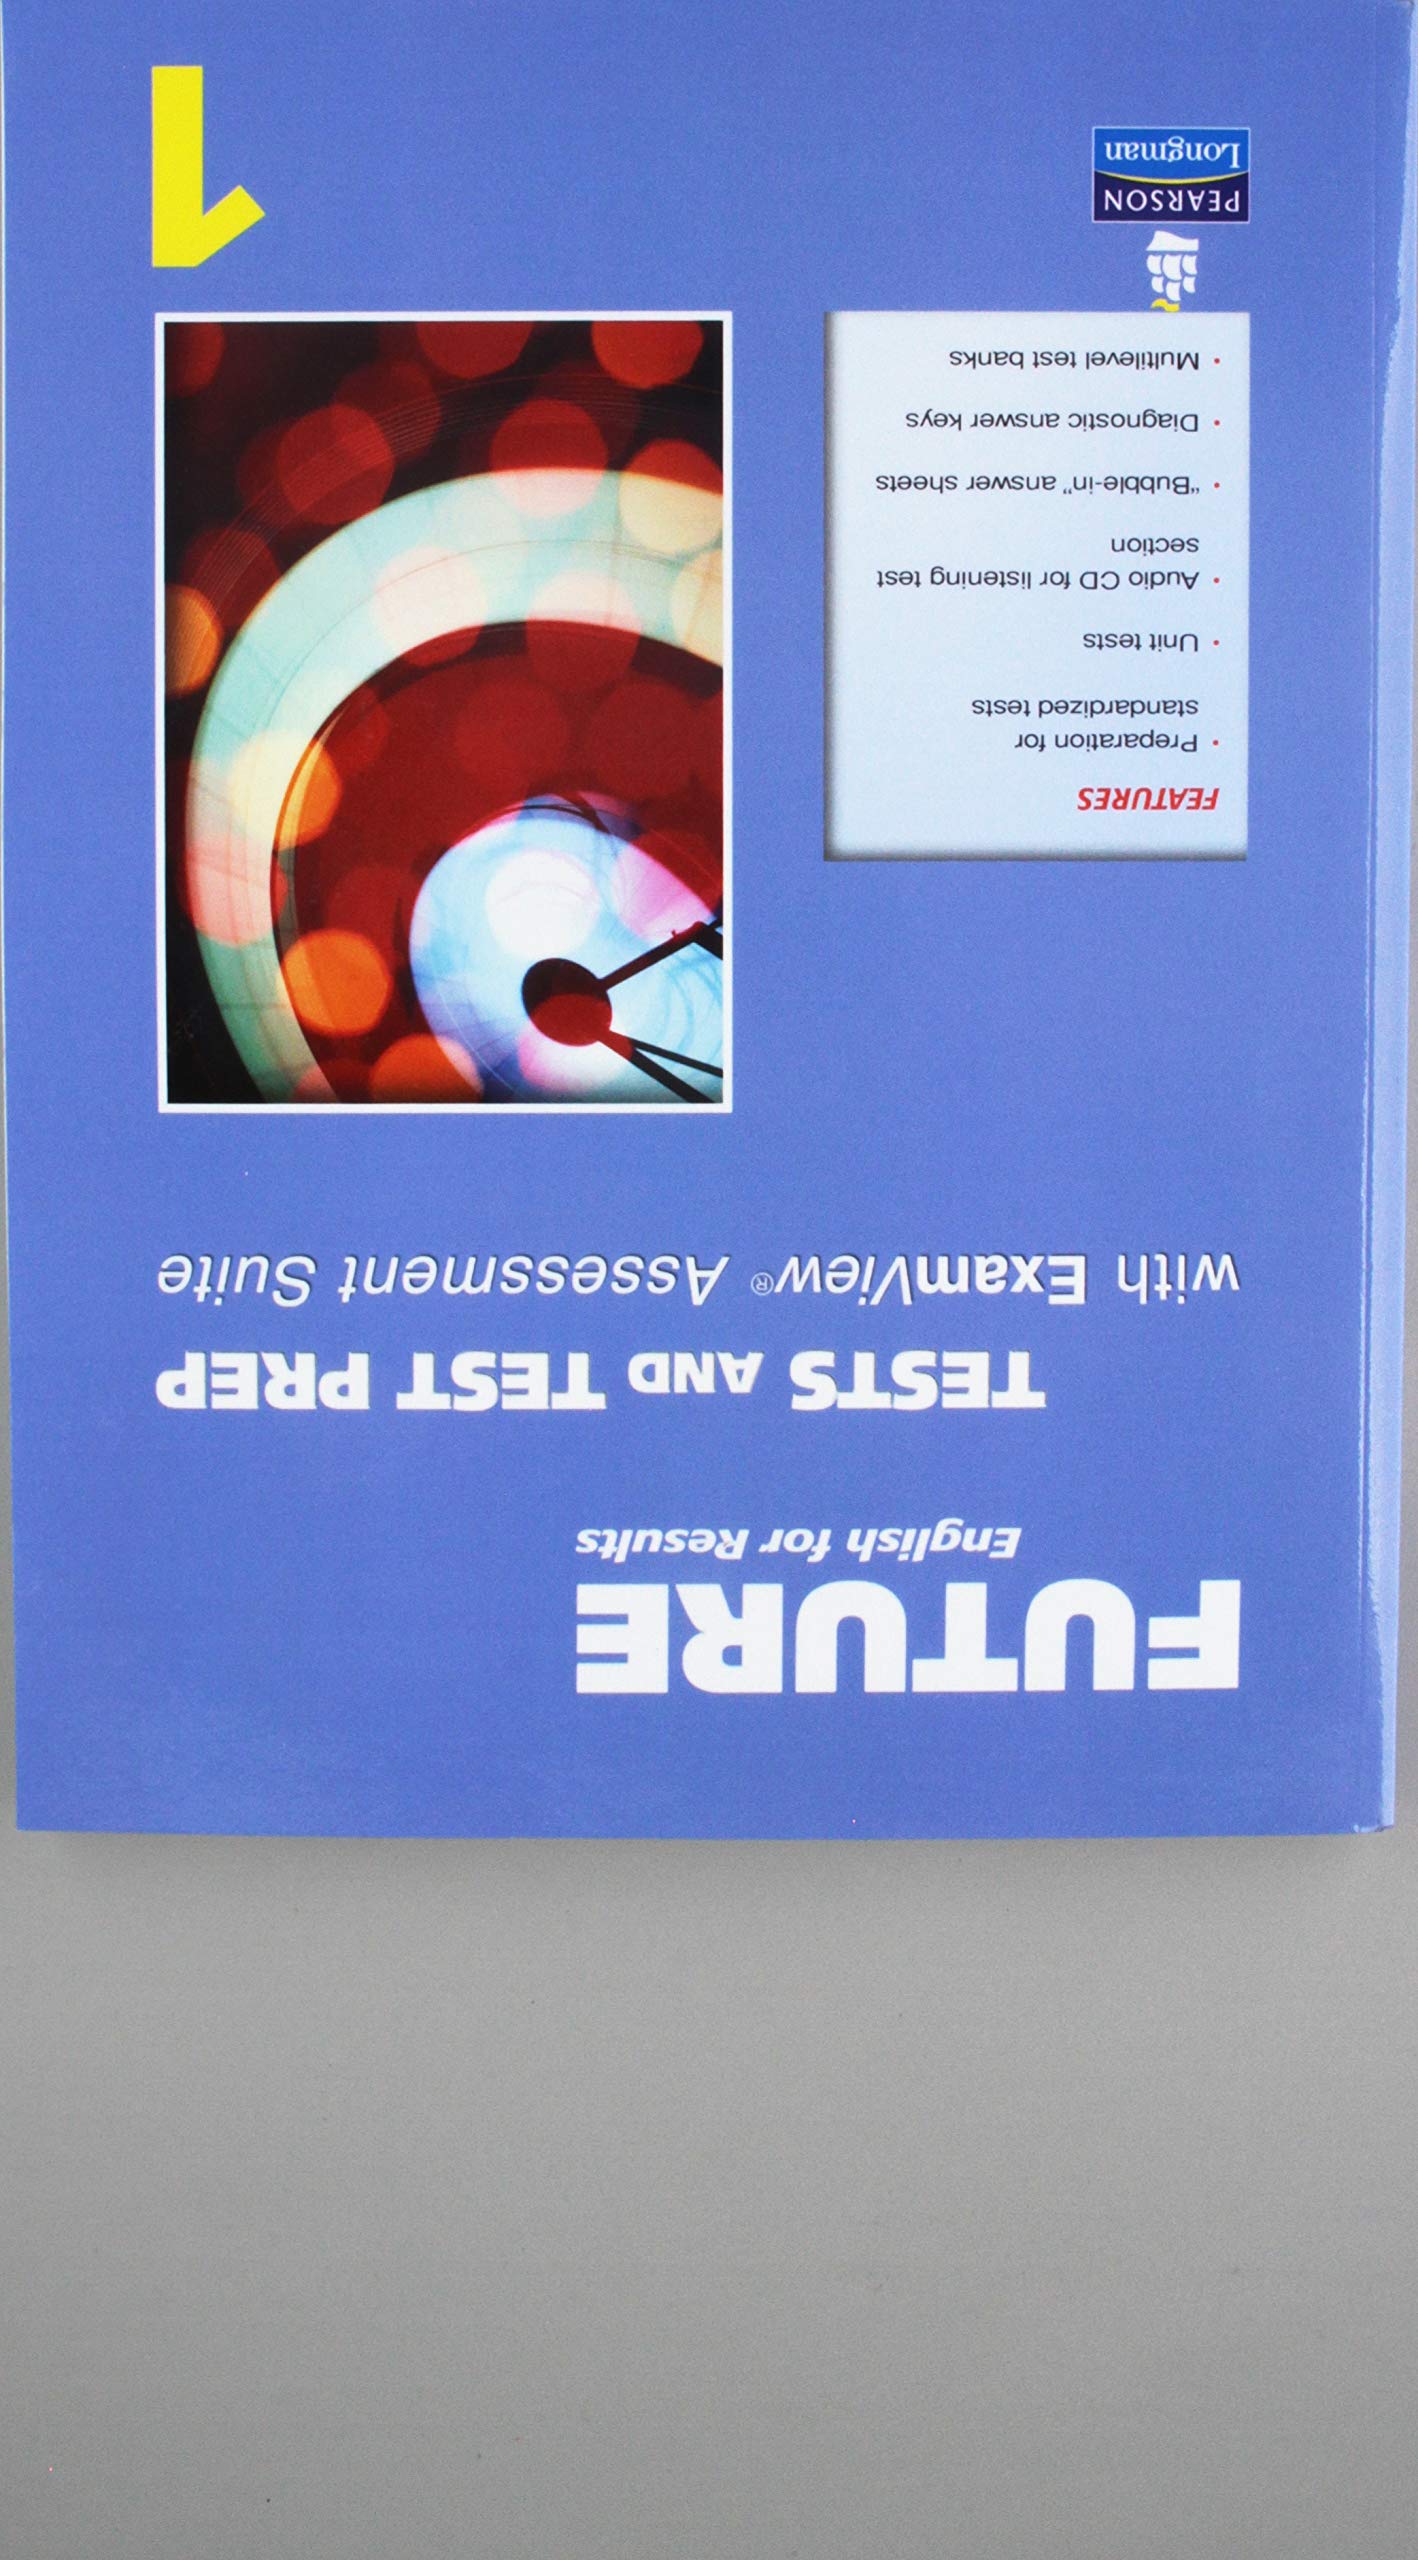 FUTURE
English for Results
TESTS AND TEST PREP
with ExamView® Assessment Suite
FEATURES
• Preparation for
standardized tests
• Unit tests
• Audio CD for listening test
section
• "Bubble-in" answer sheets
• Diagnostic answer keys
• Multilevel test banks
PEARSON
Longman
1